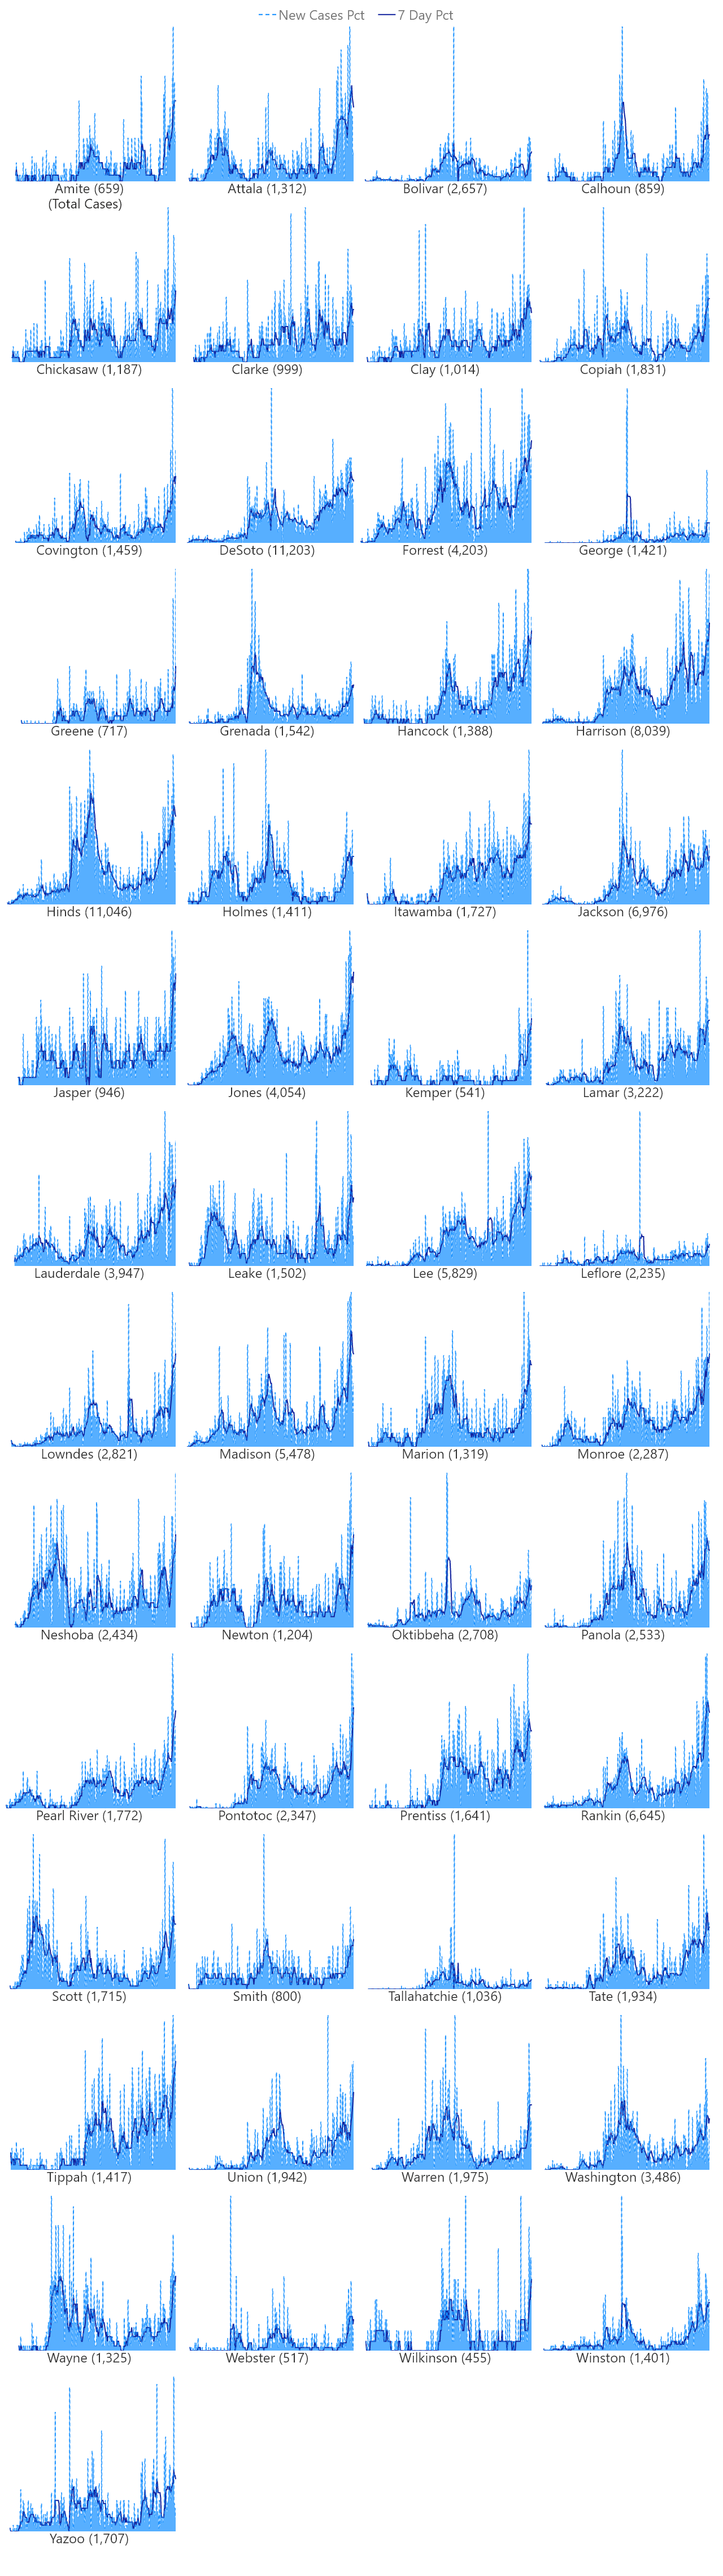 New Cases Pct 7 Day Pct
Amite (659) Attala (1,312) Bolivar (2,657) Calhoun (859)
(Total Cases)
Chickasaw (1,187) Clarke (999) Clay (1,014) Copiah (1,831)
Covington (1,459) DeSoto (11,203) Forrest (4,203) George (1,421)
Greene (717) Grenada (1,542) Hancock (1,388) Harrison (8,039)
Hinds (11,046) Holmes (1,411) Itawamba (1,727) Jackson (6,976)
Jasper (946) Jones (4,054) Kemper (541) Lamar (3,222)
Lauderdale (3,947) Leake (1,502) Lee (5,829) Leflore (2,235)
Lowndes (2,821) Madison (5,478) Marion (1,319) Monroe (2,287)
Neshoba (2,434) Newton (1,204) Oktibbeha (2,708) Panola (2,533)
Pearl River (1,772) Pontotoc (2,347) Prentiss (1,641) Rankin (6,645)
Scott (1,715) Smith (800) Tallahatchie (1,036) Tate (1,934)
Tippah (1,417) Union (1,942) Warren (1,975) Washington (3,486)
Wayne (1,325) Webster (517) Wilkinson (455) Winston (1,401)
Yazoo (1,707)